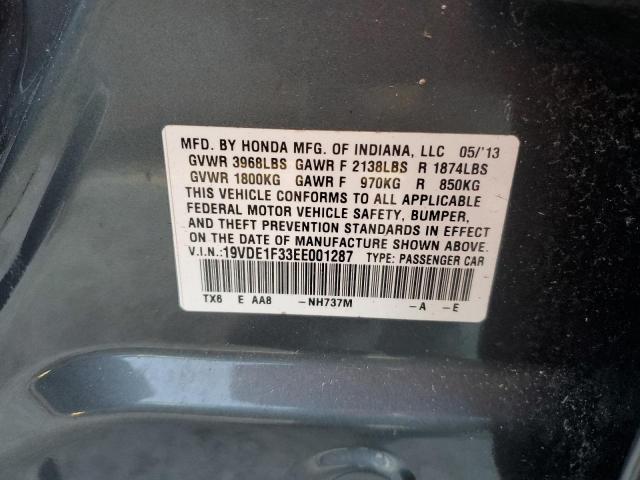 MFD. BY HONDA MFG. OF INDIANA, LLC 05/'13
GVWR 3968LBS GAWR F 2138LBS R 1874LBS
GVWR 1800KG GAWR F 970KG R 850KG
THIS VEHICLE CONFORMS TO ALL APPLICABLE
FEDERAL MOTOR VEHICLE SAFETY, BUMPER,
AND THEFT PREVENTION STANDARDS IN EFFECT
ON THE DATE OF MANUFACTURE SHOWN ABOVE.
V.I.N.:19VDE1F33EE001287 TYPE: PASSENGER CAR
TX6 E AA8 -NH737M -A -E